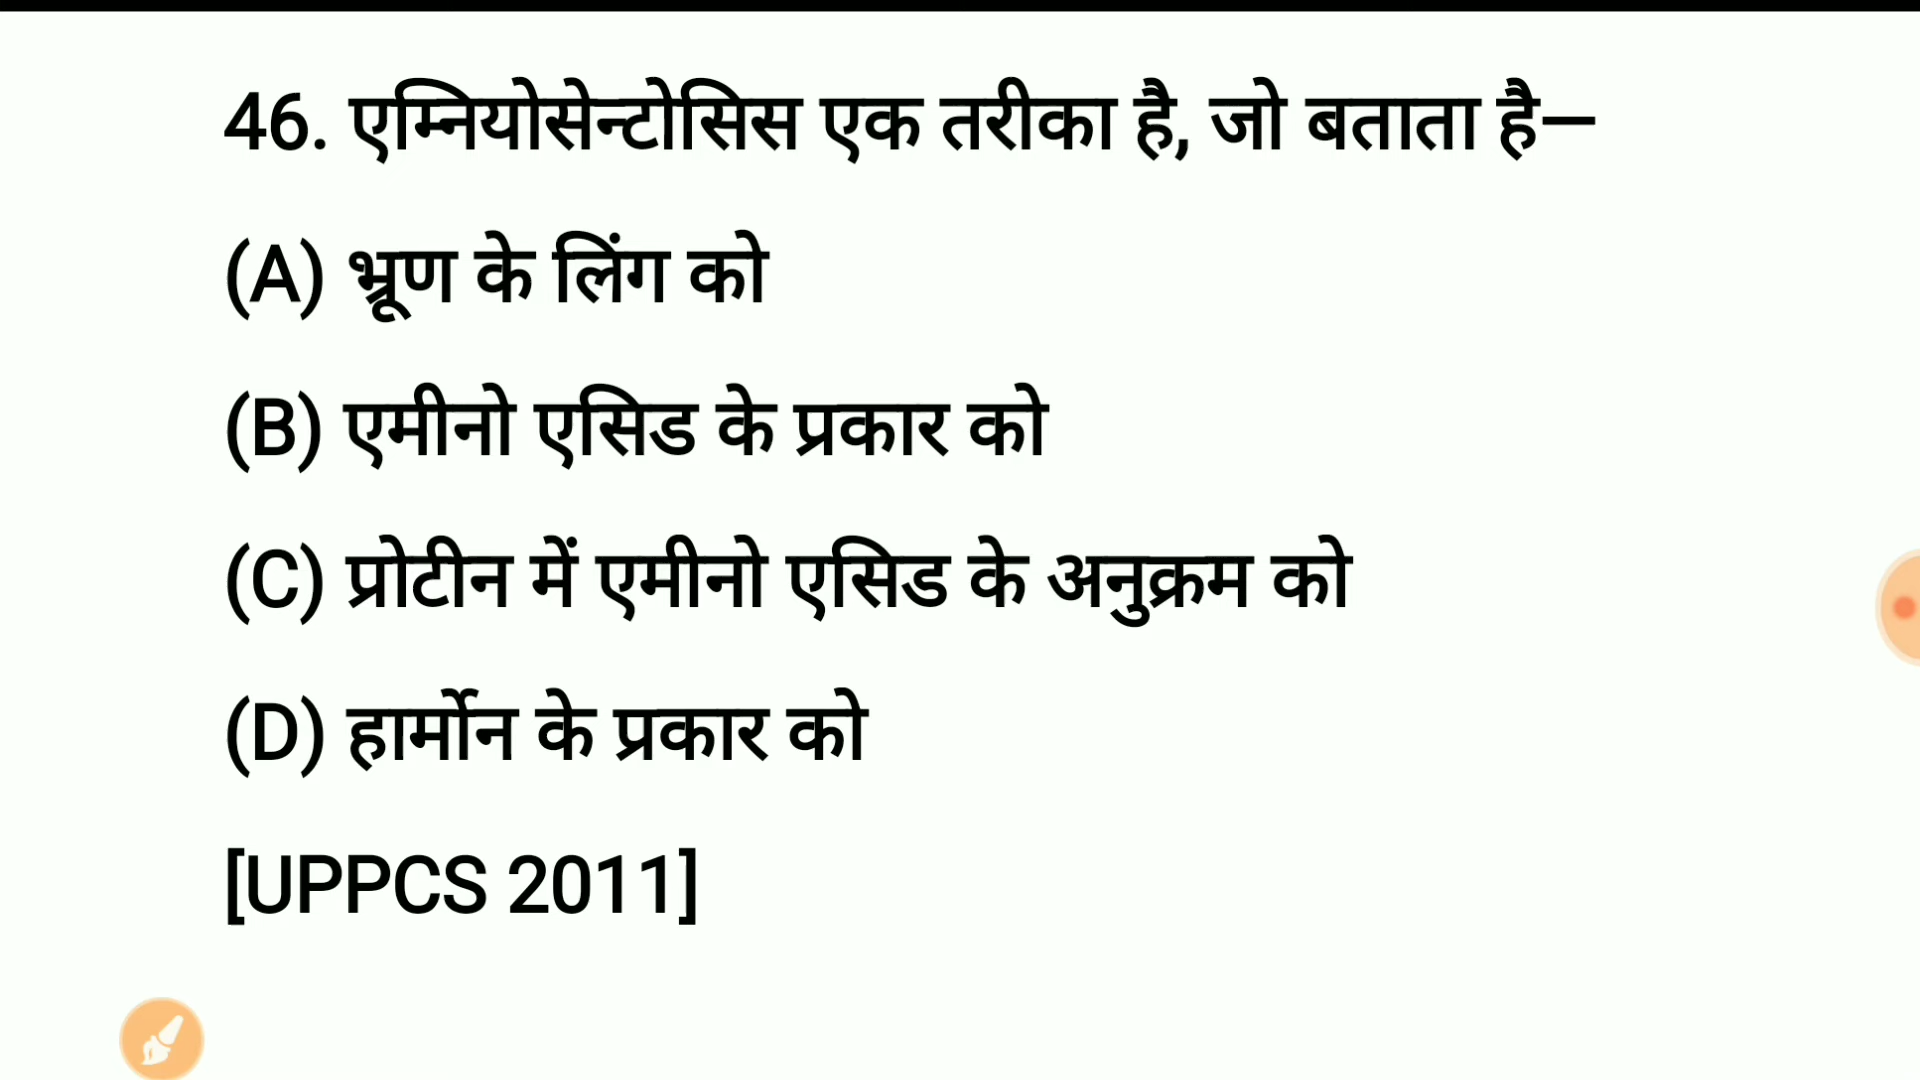 46. एम्नियोसेन्टोसिस एक तरीका है, जो बताता है—
(A) भ्रूण के लिंग को
(B) एमीनो एसिड के प्रकार को
(C) प्रोटीन में एमीनो एसिड के अनुक्रम को
(D) हार्मोन के प्रकार को
[UPPCS 2011]